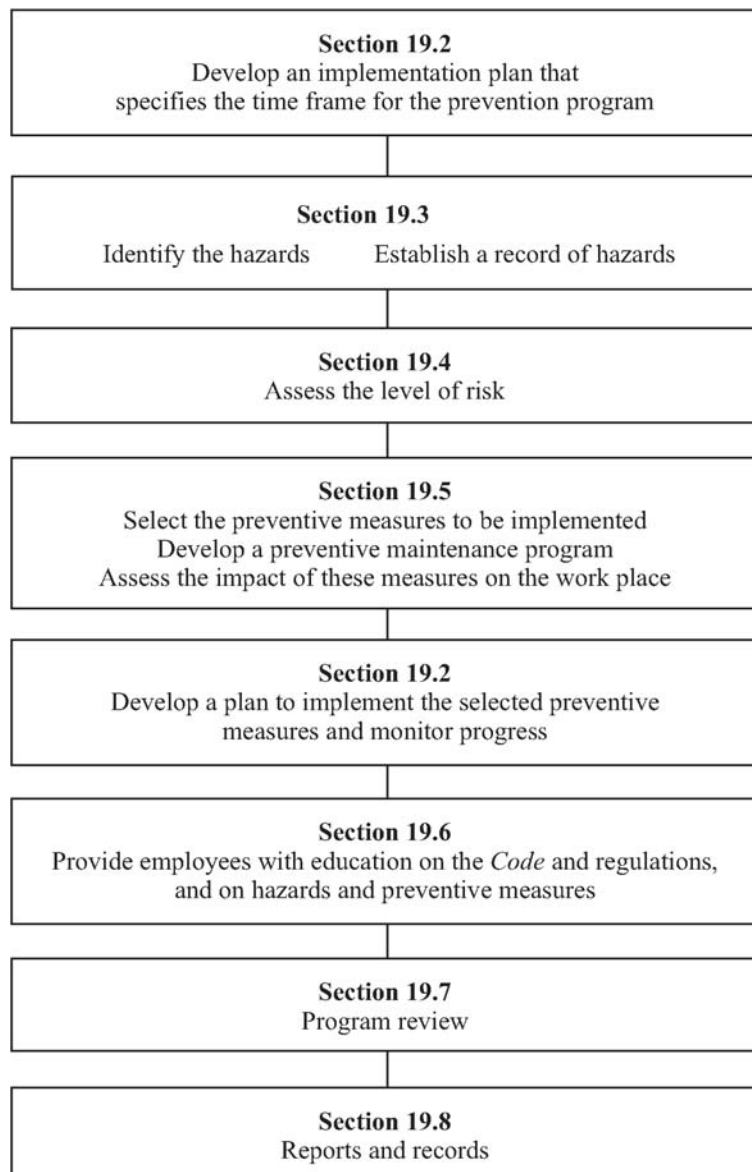 Section 19.2
Develop an implementation plan that
specifies the time frame for the prevention program
Section 19.3
Identify the hazards Establish a record of hazards
Section 19.4
Assess the level of risk
Section 19.5
Select the preventive measures to be implemented
Develop a preventive maintenance program
Assess the impact of these measures on the work place
Section 19.2
Develop a plan to implement the selected preventive
measures and monitor progress
Section 19.6
Provide employees with education on the Code and regulations,
and on hazards and preventive measures
Section 19.7
Program review
Section 19.8
Reports and records